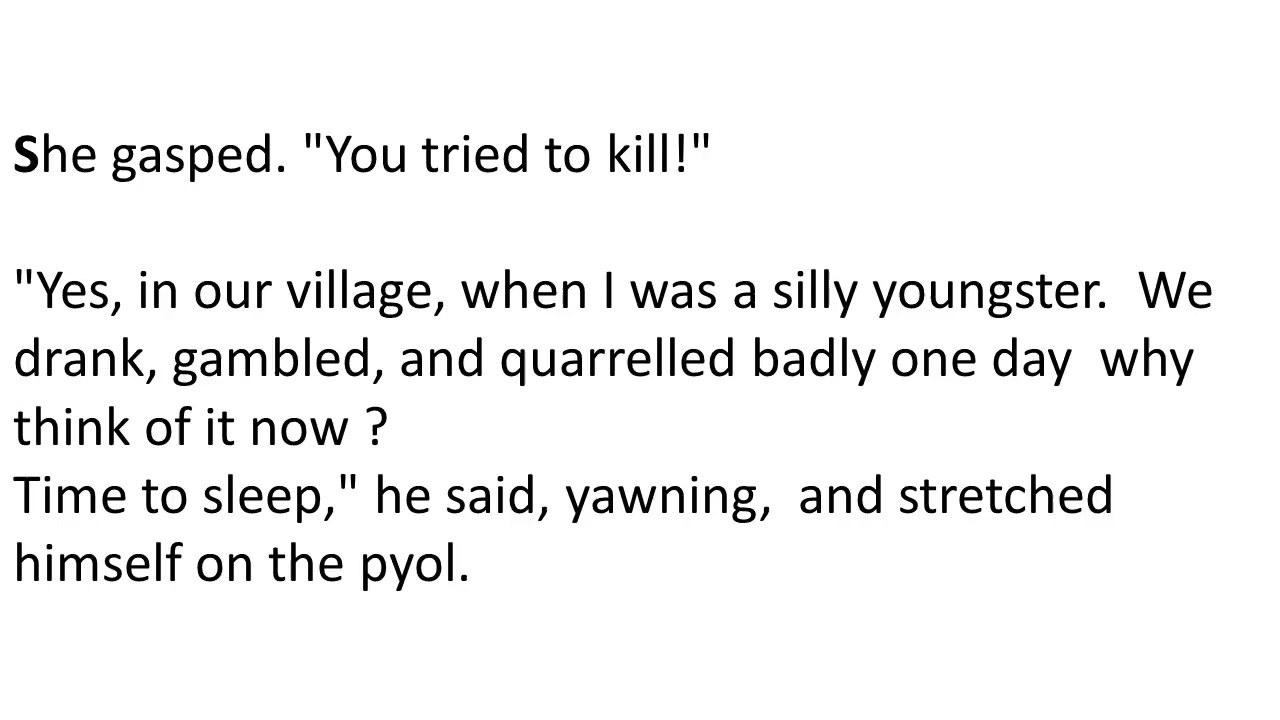 She gasped. "You tried to kill!"
"Yes, in our village, when I was a silly youngster.  We
drank, gambled, and quarrelled badly one day  why
think of it now ?
Time to sleep," he said, yawning,  and stretched
himself on the pyol.